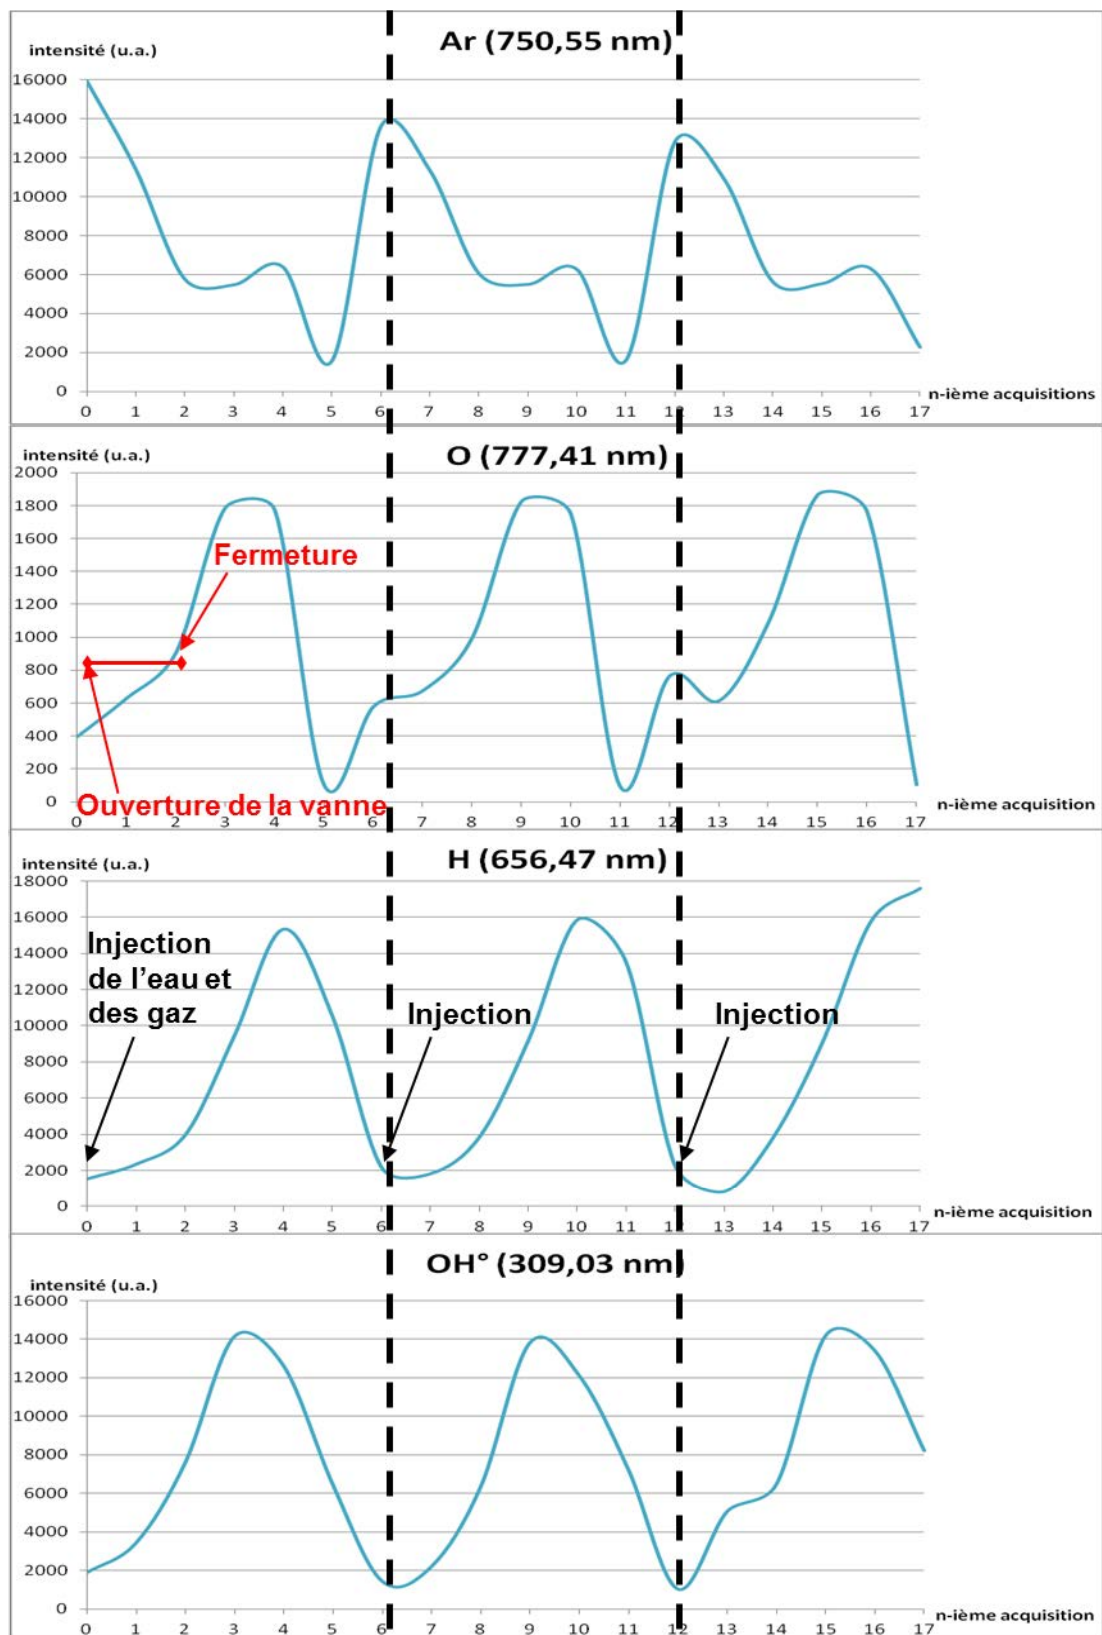 Ar (750,55 nm)
intensité (u.a.)
16000
14000
12000
10000
8000
6000
4000
2000
0
0 1 2 3 4 5 6 7 8 9 10 11 12 13 14 15 16 17
n-ième acquisitions
O (777,41 nm)
intensité (u.a.)
2000
1800
1600
1400
1200
1000
800
600
400
200
0
Fermeture
Ouverture de la vanne
0 1 2 3 4 5 6 7 8 9 10 11 12 13 14 15 16 17
n-ième acquisition
H (656,47 nm)
intensité (u.a.)
18000
16000
14000
12000
10000
8000
6000
4000
2000
0
Injection
de l'eau et
des gaz
Injection
Injection
0 1 2 3 4 5 6 7 8 9 10 11 12 13 14 15 16 17
n-ième acquisition
OH° (309,03 nm)
intensité (u.a.)
16000
14000
12000
10000
8000
6000
4000
2000
0
0 1 2 3 4 5 6 7 8 9 10 11 12 13 14 15 16 17
n-ième acquisition